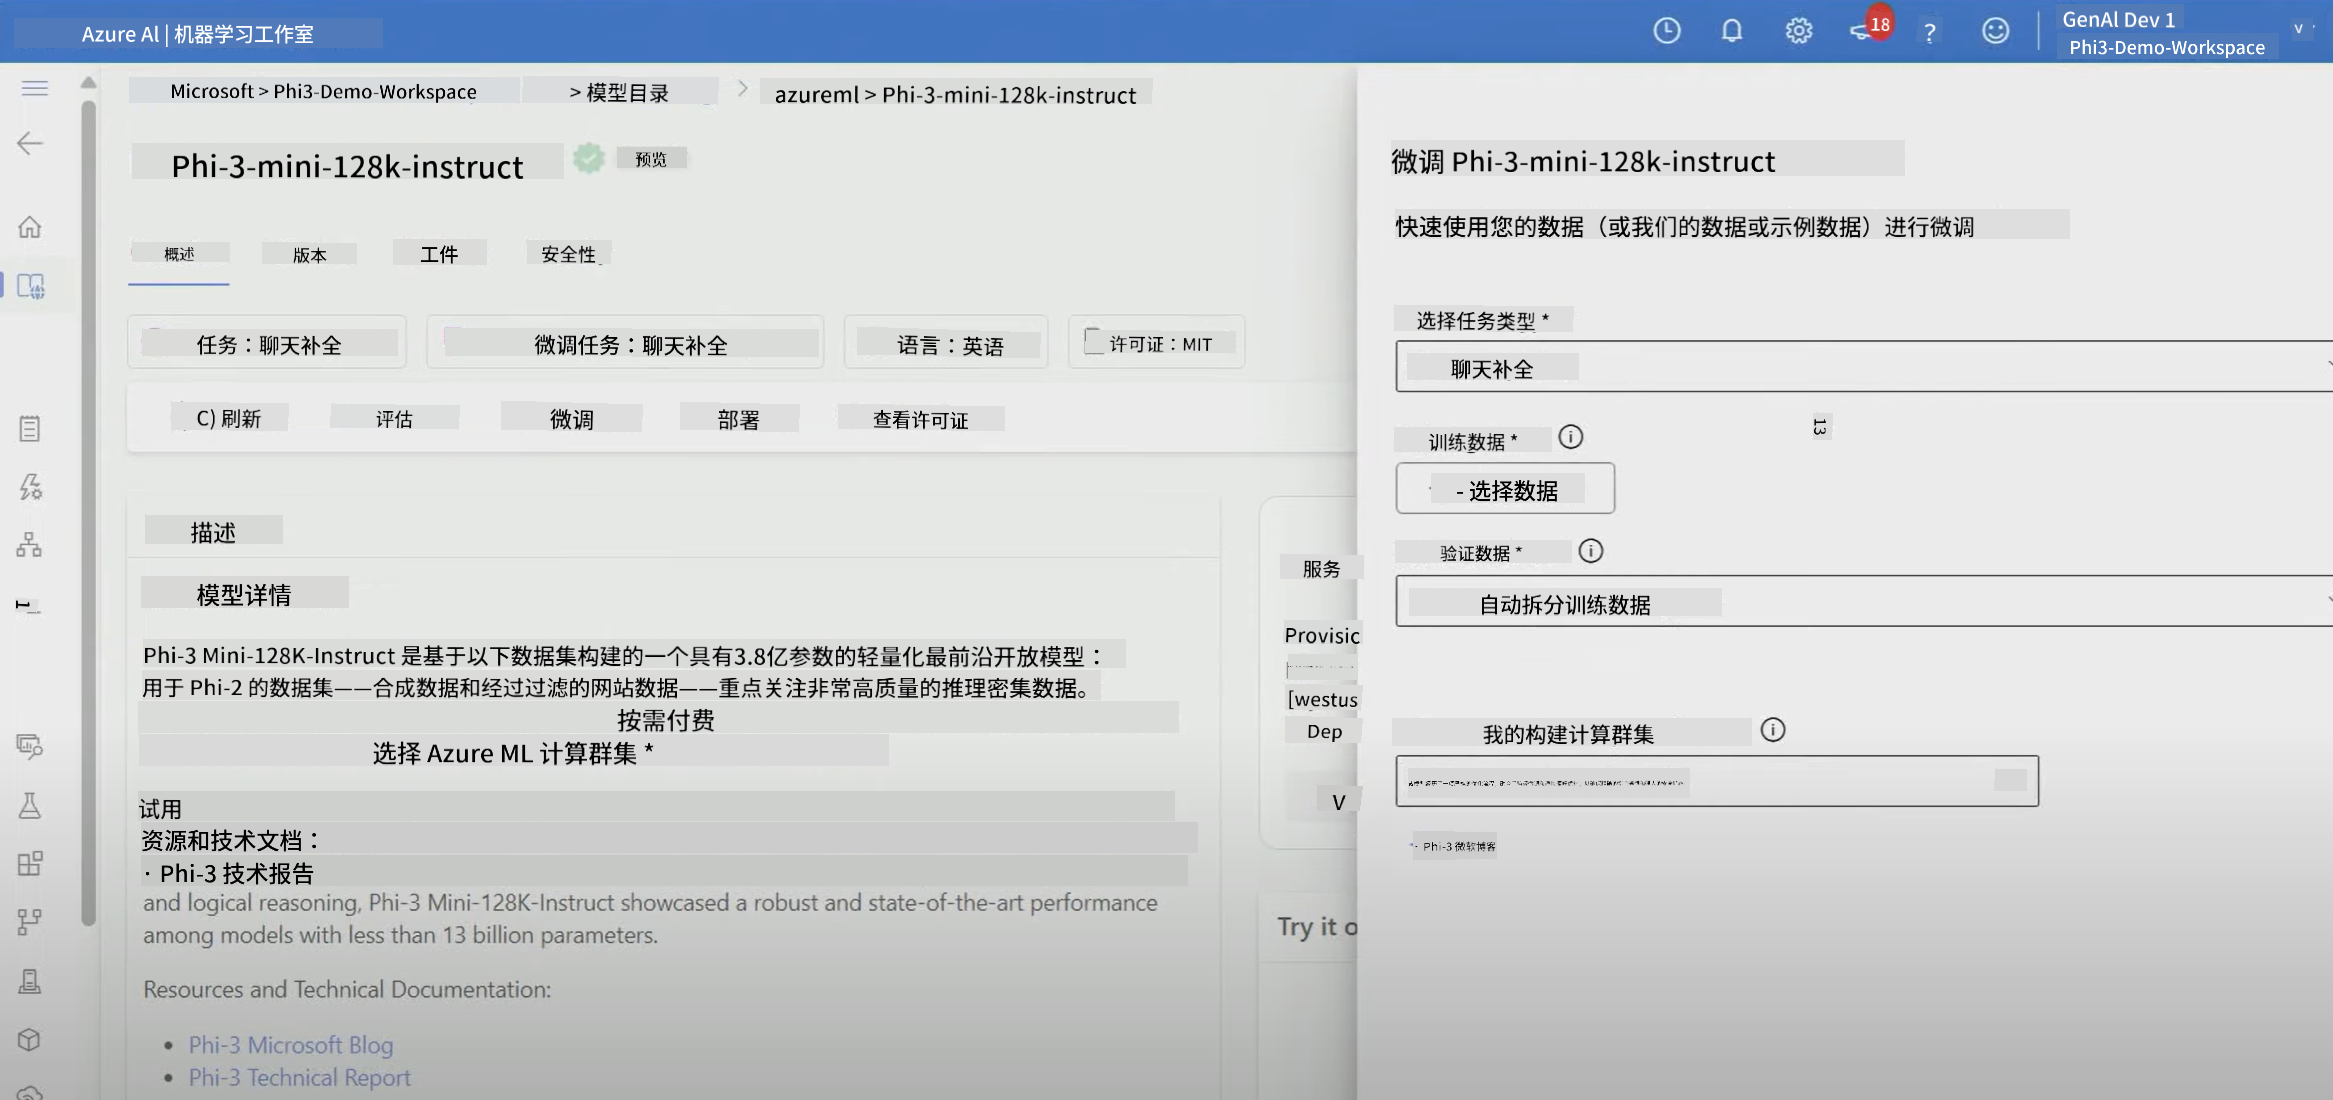 Azure AI | 机器学习工作室
18
?
GenAI Dev 1
Phi3-Demo-Workspace
Microsoft > Phi3-Demo-Workspace > 模型目录 > azureml > Phi-3-mini-128k-instruct
Phi-3-mini-128k-instruct
预览
概述
版本
工件
安全性
任务：聊天补全
微调任务：聊天补全
语言：英语
许可证：MIT
C) 刷新
评估
微调
部署
查看许可证
描述
模型详情
Phi-3 Mini-128K-Instruct 是基于以下数据集构建的一个具有3.8亿参数的轻量化最前沿开放模型：
用于 Phi-2 的数据集——合成数据和经过过滤的网站数据——重点关注非常高质量的推理密集数据。
按需付费
选择 Azure ML 计算群集 *
试用
资源和技术文档：
· Phi-3 技术报告
and logical reasoning, Phi-3 Mini-128K-Instruct showcased a robust and state-of-the-art performance
among models with less than 13 billion parameters.
Resources and Technical Documentation:
• Phi-3 Microsoft Blog
• Phi-3 Technical Report
服务
Provisic
[westus
Dep
V
Try it o
微调 Phi-3-mini-128k-instruct
快速使用您的数据（或我们的数据或示例数据）进行微调
选择任务类型 *
聊天补全
13
训练数据 *
- 选择数据
验证数据 *
自动拆分训练数据
我的构建计算群集
· Phi-3 微软博客